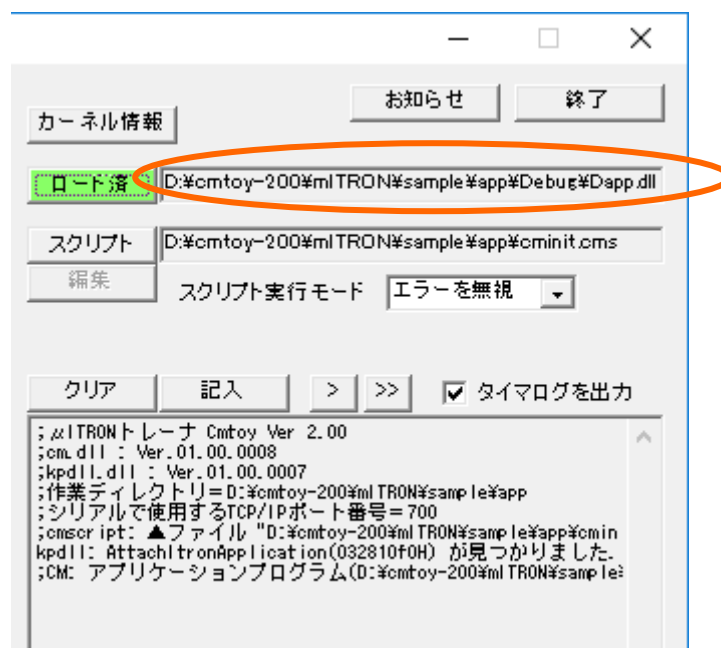 お知らせ 終了
カーネル情報
ロード済 D:¥cmtoy-200¥mITRON¥sample¥app¥Debug¥Dapp.dll
スクリプト D:¥cmtoy-200¥mITRON¥sample¥app¥cminit.cms
編集 スクリプト実行モード エラーを無視
クリア 記入 > >> タイマログを出力
;μITRONトレーナ Cmtoy Ver 2.00
;cm.dll : Ver.01.00.0008
;kpdll.dll : Ver.01.00.0007
;作業ディレクトリ=D:¥cmtoy-200¥mITRON¥sample¥app
;シリアルで使用するTCP/IPポート番号=700
;cmscript: ▲ファイル "D:¥cmtoy-200¥mITRON¥sample¥app¥cmin
kpdll: AttachItronApplication(032810f0H) が見つかりました.
;CM: アプリケーションプログラム(D:¥cmtoy-200¥mITRON¥sample¥